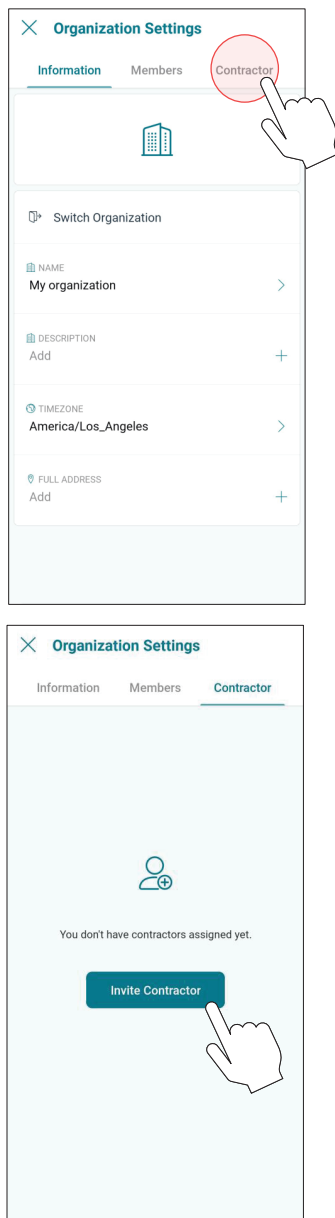 Organization Settings
Information Members Contractor
Switch Organization
NAME
My organization
DESCRIPTION
Add
TIMEZONE
America/Los_Angeles
FULL ADDRESS
Add
Organization Settings
Information Members Contractor
You don't have contractors assigned yet.
Invite Contractor